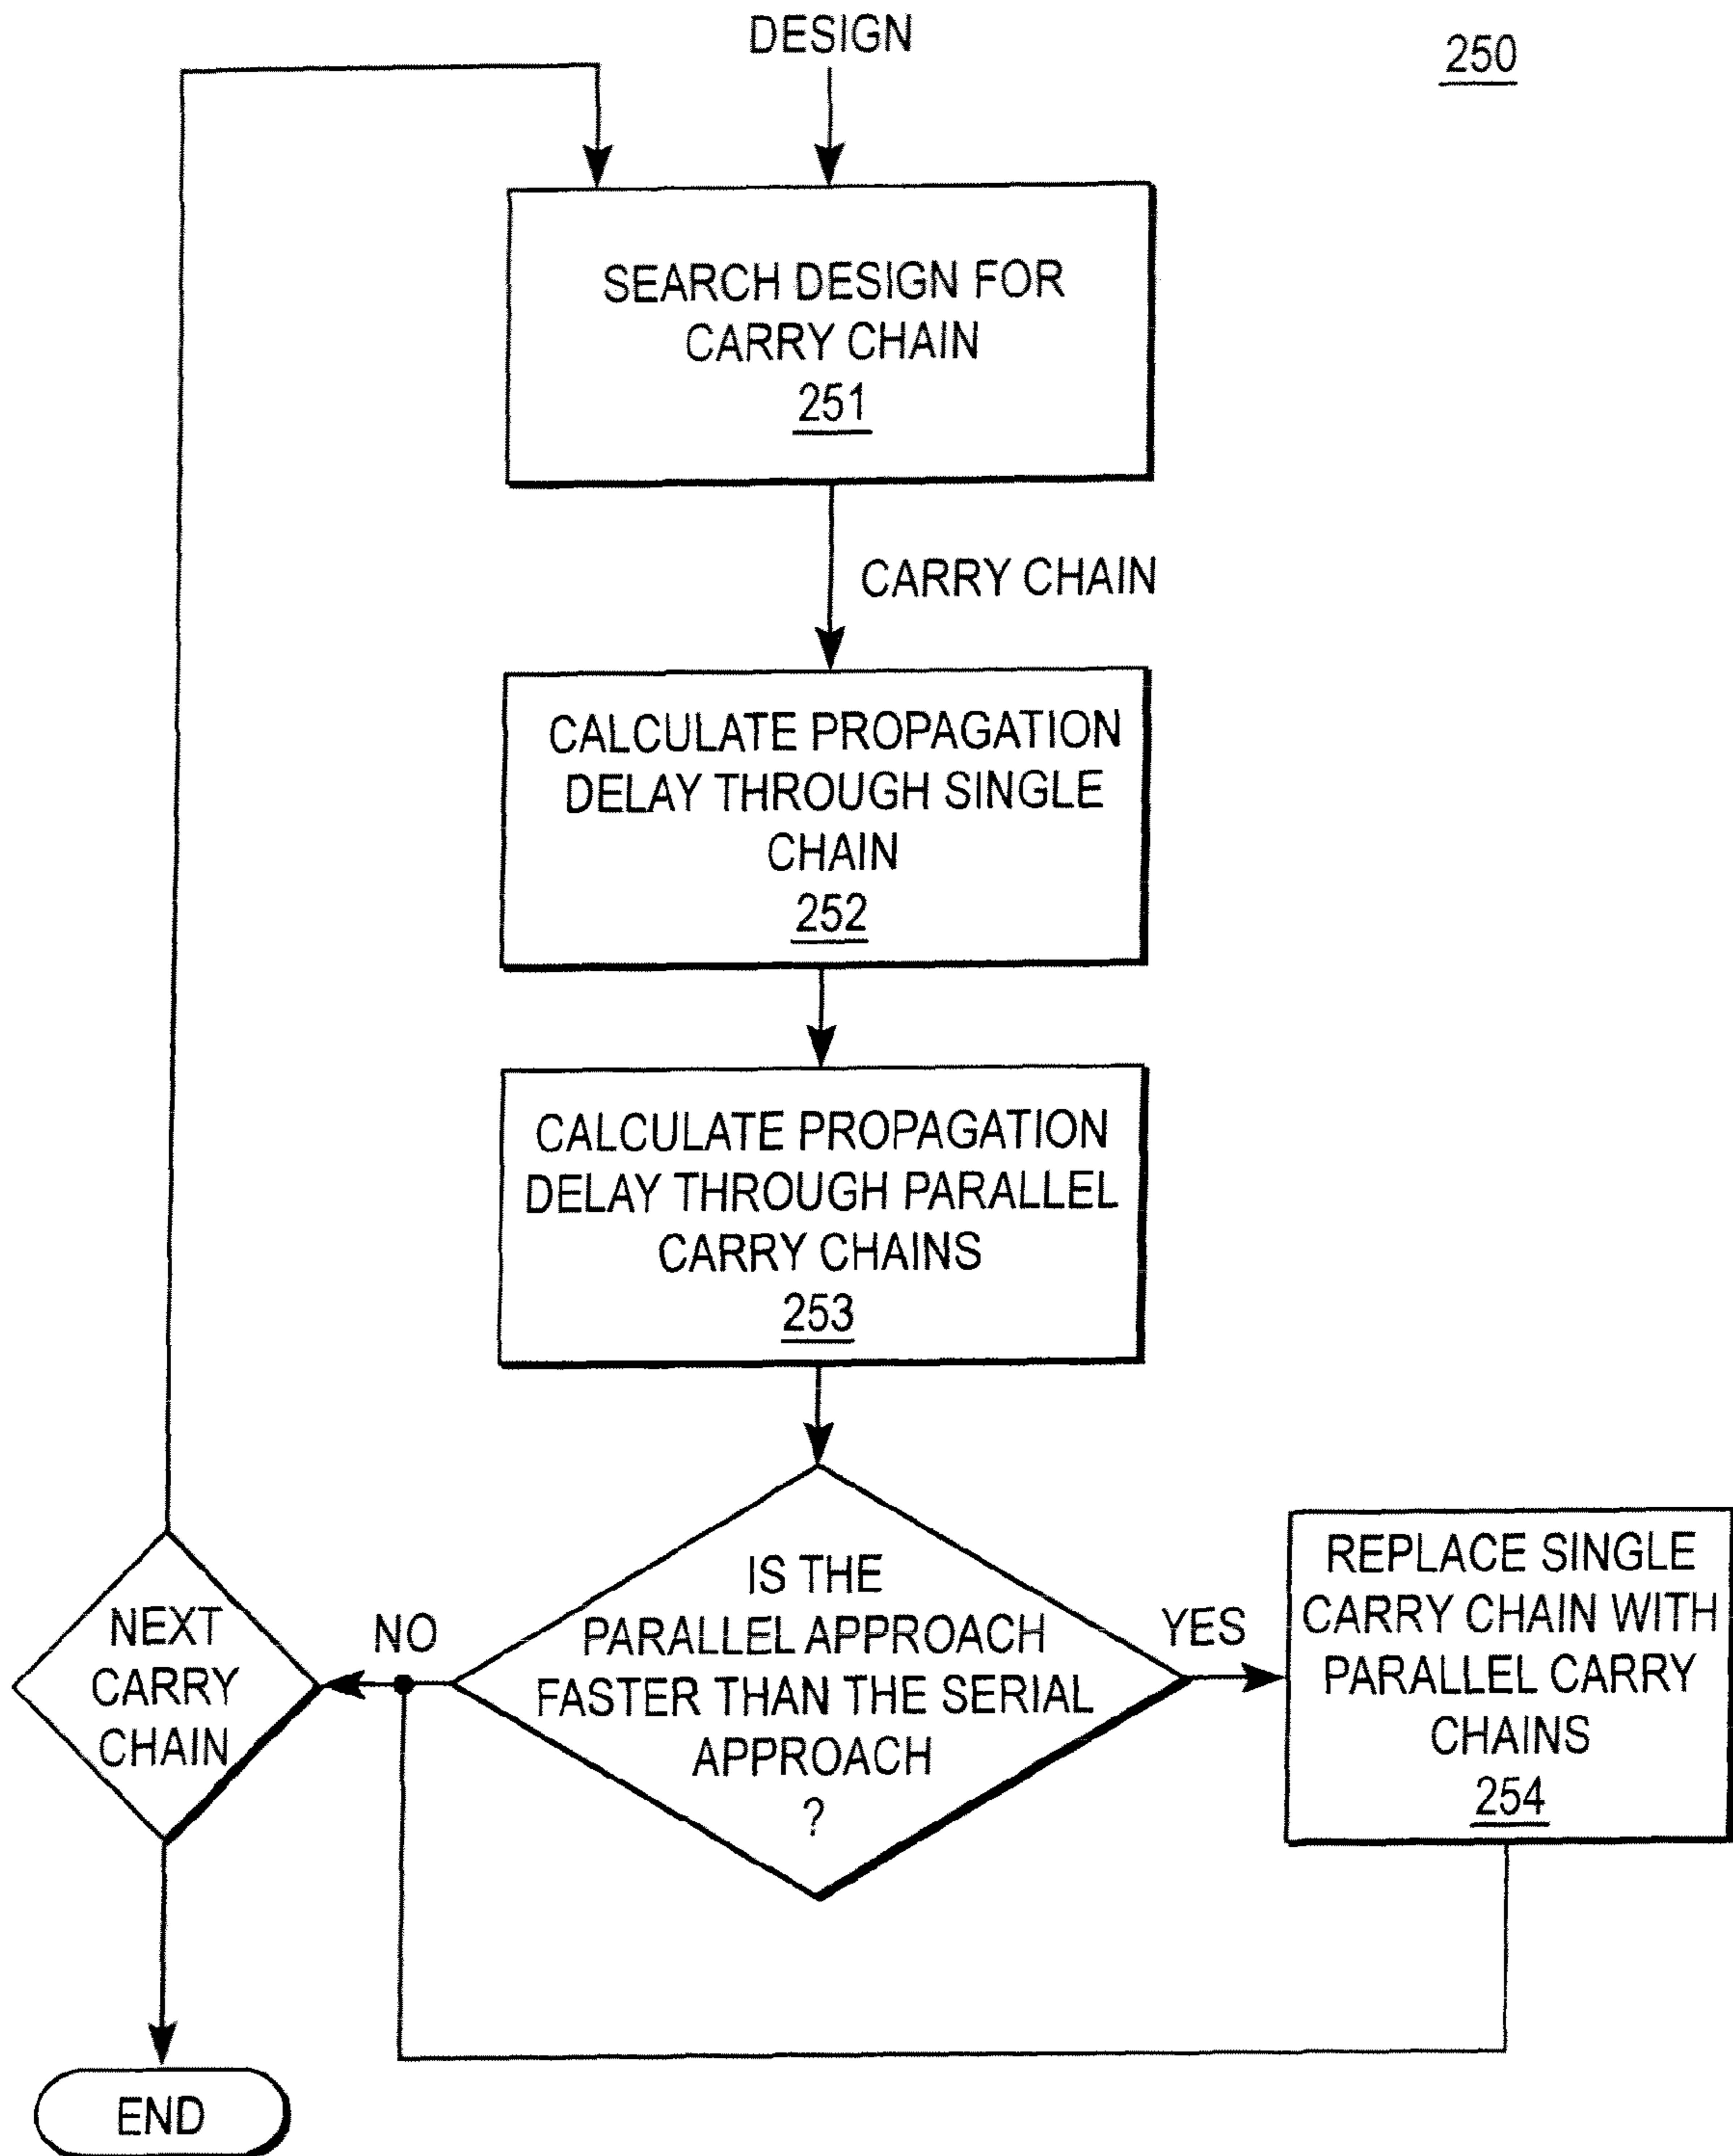 DESIGN
250
SEARCH DESIGN FOR
CARRY CHAIN
251
CARRY CHAIN
CALCULATE PROPAGATION
DELAY THROUGH SINGLE
CHAIN
252
CALCULATE PROPAGATION
DELAY THROUGH PARALLEL
CARRY CHAINS
253
IS THE
PARALLEL APPROACH
FASTER THAN THE SERIAL
APPROACH
?
YES
REPLACE SINGLE
CARRY CHAIN WITH
PARALLEL CARRY
CHAINS
254
NO
NEXT
CARRY
CHAIN
END